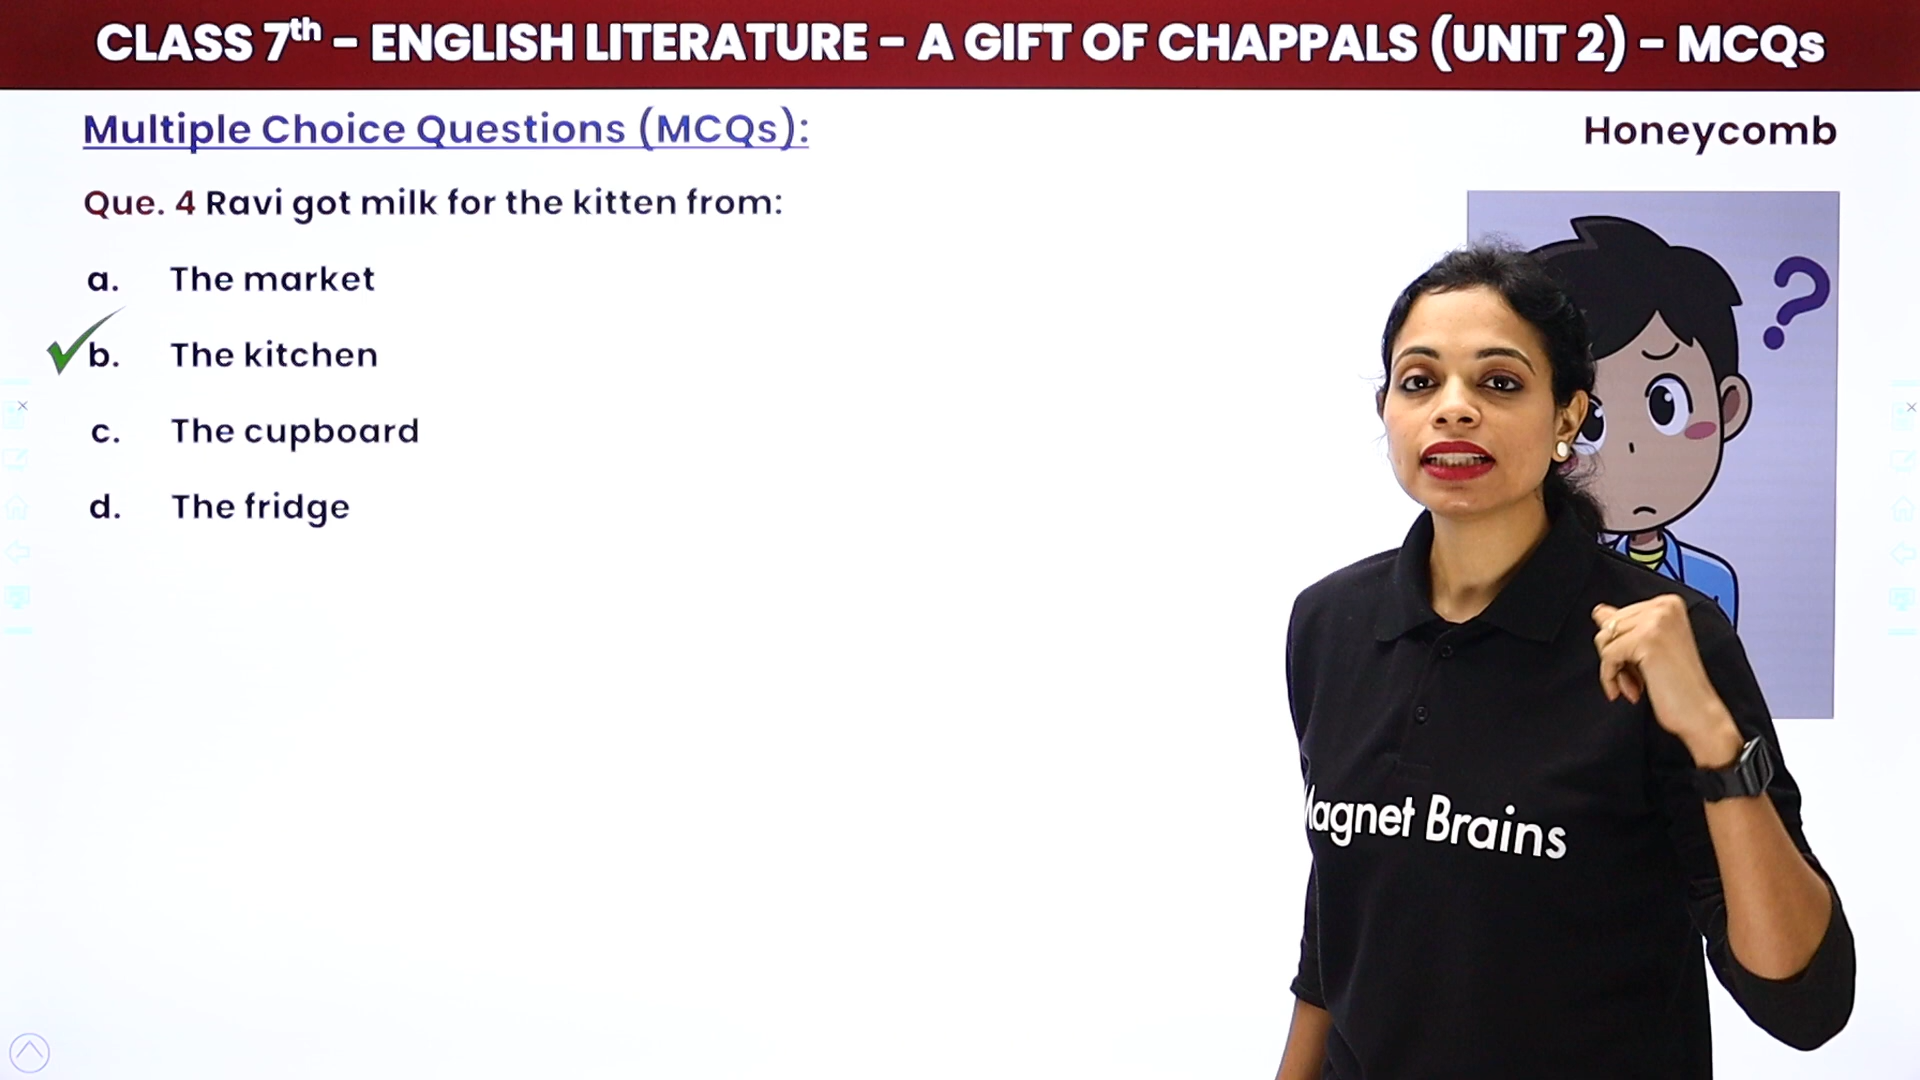 CLASS 7th – ENGLISH LITERATURE – A GIFT OF CHAPPALS (UNIT 2) – MCQs
Multiple Choice Questions (MCQs):
Honeycomb
Que. 4 Ravi got milk for the kitten from:
a. The market
b. The kitchen
c. The cupboard
d. The fridge
?
Magnet Brains